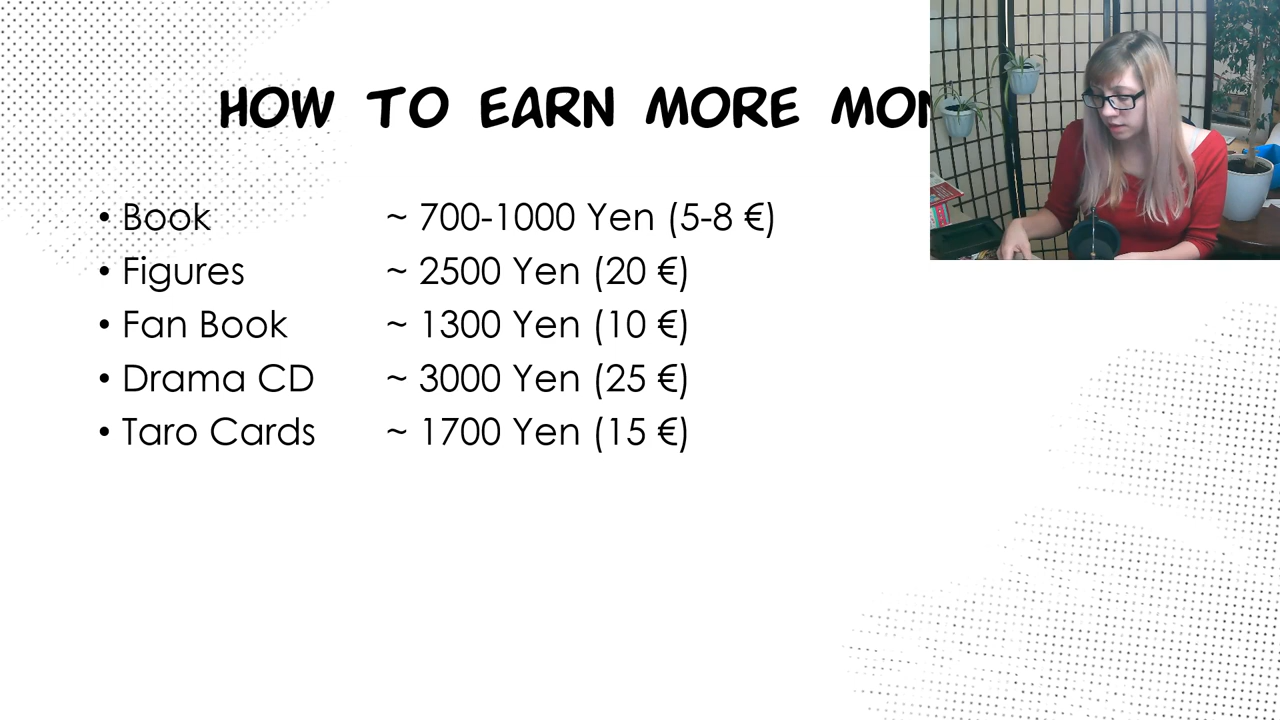 HOW TO EARN MORE MON
• Book ~ 700-1000 Yen (5-8 €)
• Figures ~ 2500 Yen (20 €)
• Fan Book ~ 1300 Yen (10 €)
• Drama CD ~ 3000 Yen (25 €)
• Taro Cards ~ 1700 Yen (15 €)